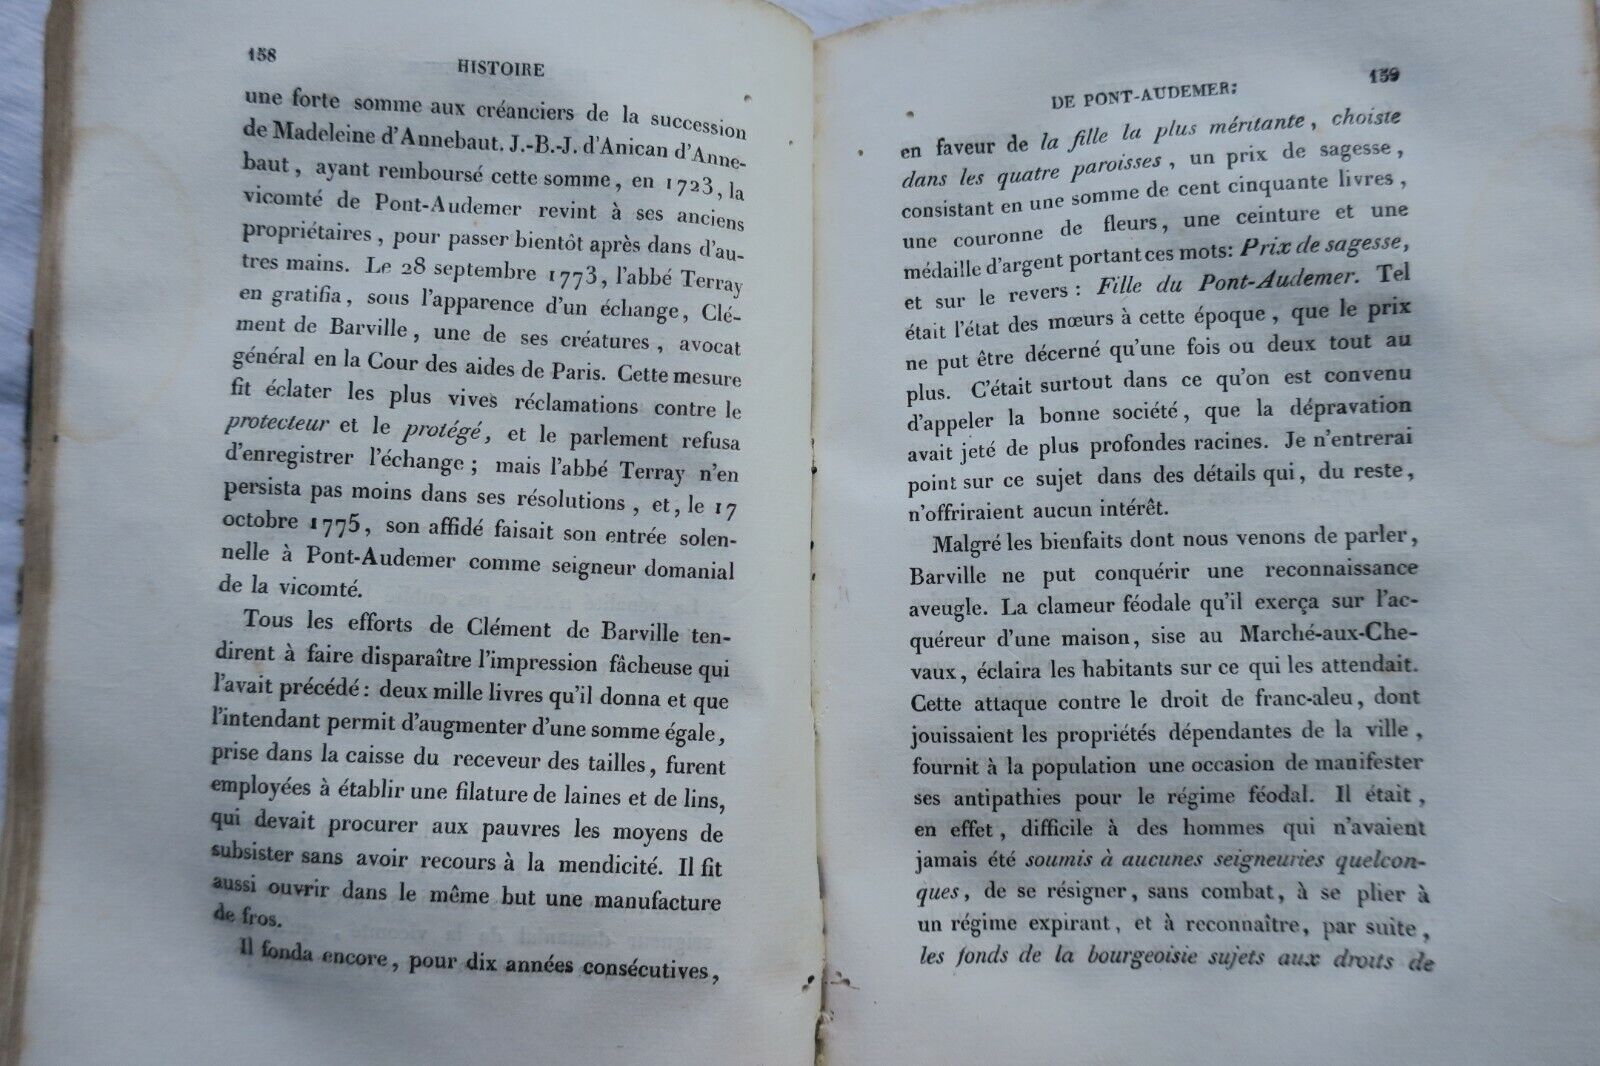 158
HISTOIRE
une forte somme aux créanciers de la succession
de Madeleine d'Annebaut. J.-B.-J. d'Anican d'Anne-
baut, ayant remboursé cette somme, en 1723, la
vicomté de Pont-Audemer revint à ses anciens
propriétaires, pour passer bientôt après dans d'au-
tres mains. Le 28 septembre 1773, l'abbé Terray
en gratifia, sous l'apparence d'un échange, Clé-
ment de Barville, une de ses créatures, avocat
général en la Cour des aides de Paris. Cette mesure
fit éclater les plus vives réclamations contre le
protecteur et le protégé, et le parlement refusa
d'enregistrer l'échange; mais l'abbé Terray n'en
persista pas moins dans ses résolutions, et, le 17
octobre 1775, son affidé faisait son entrée solen-
nelle à Pont-Audemer comme seigneur domanial
de la vicomté.
Tous les efforts de Clément de Barville ten-
dirent à faire disparaître l'impression fâcheuse qui
l'avait précédé: deux mille livres qu'il donna et que
l'intendant permit d'augmenter d'une somme égale,
prise dans la caisse du receveur des tailles, furent
employées à établir une filature de laines et de lins,
qui devait procurer aux pauvres les moyens de
subsister sans avoir recours à la mendicité. Il fit
aussi ouvrir dans le même but une manufacture
de fros.
Il fonda encore, pour dix années consécutives,
DE PONT-AUDEMER:
159
en faveur de la fille la plus méritante, choisie
dans les quatre paroisses, un prix de sagesse,
consistant en une somme de cent cinquante livres,
une couronne de fleurs, une ceinture et une
médaille d'argent portant ces mots: Prix de sagesse,
et sur le revers: Fille du Pont-Audemer. Tel
était l'état des mœurs à cette époque, que le prix
ne put être décerné qu'une fois ou deux tout au
plus. C'était surtout dans ce qu'on est convenu
d'appeler la bonne société, que la dépravation
avait jeté de plus profondes racines. Je n'entrerai
point sur ce sujet dans des détails qui, du reste,
n'offriraient aucun intérêt.
Malgré les bienfaits dont nous venons de parler,
Barville ne put conquérir une reconnaissance
aveugle. La clameur féodale qu'il exerça sur l'ac-
quéreur d'une maison, sise au Marché-aux-Che-
vaux, éclaira les habitants sur ce qui les attendait.
Cette attaque contre le droit de franc-aleu, dont
jouissaient les propriétés dépendantes de la ville,
fournit à la population une occasion de manifester
ses antipathies pour le régime féodal. Il était,
en effet, difficile à des hommes qui n'avaient
jamais été soumis à aucunes seigneuries quelcon-
ques, de se résigner, sans combat, à se plier à
un régime expirant, et à reconnaître, par suite,
les fonds de la bourgeoisie sujets aux droits de